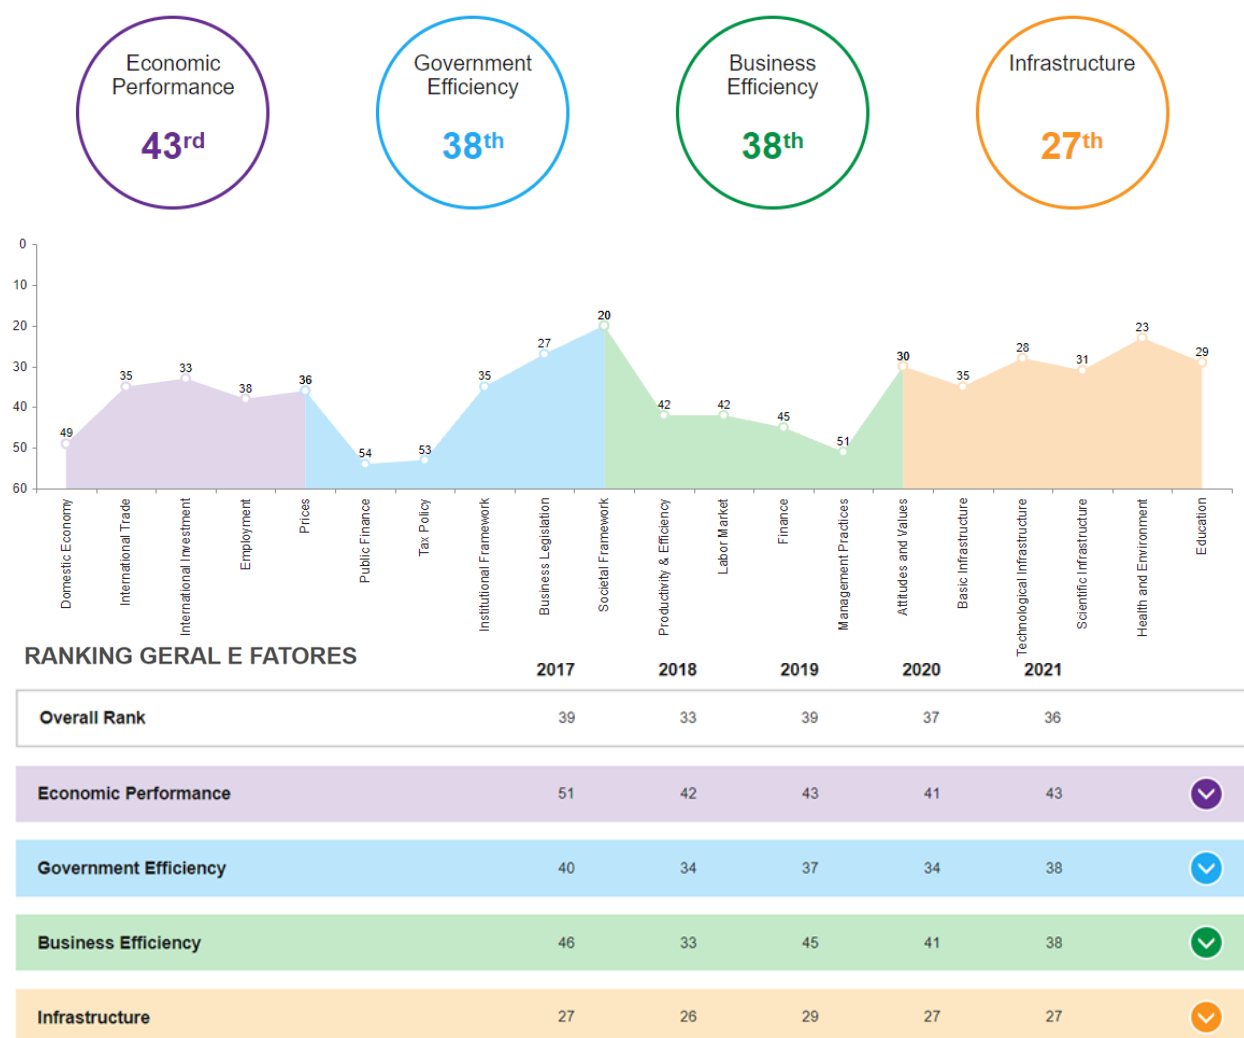 Economic
Performance
43rd
Government
Efficiency
38th
Business
Efficiency
38th
Infrastructure
27th
0
10
20
30
40
50
60
49
35
33
38
36
54
53
35
27
20
42
42
45
51
30
35
28
31
23
29
Domestic Economy
International Trade
International Investment
Employment
Prices
Public Finance
Tax Policy
Institutional Framework
Business Legislation
Societal Framework
Productivity & Efficiency
Labor Market
Finance
Management Practices
Attitudes and Values
Basic Infrastructure
Technological Infrastructure
Scientific Infrastructure
Health and Environment
Education
RANKING GERAL E FATORES
2017 2018 2019 2020 2021
Overall Rank 39 33 39 37 36
Economic Performance 51 42 43 41 43
Government Efficiency 40 34 37 34 38
Business Efficiency 46 33 45 41 38
Infrastructure 27 26 29 27 27